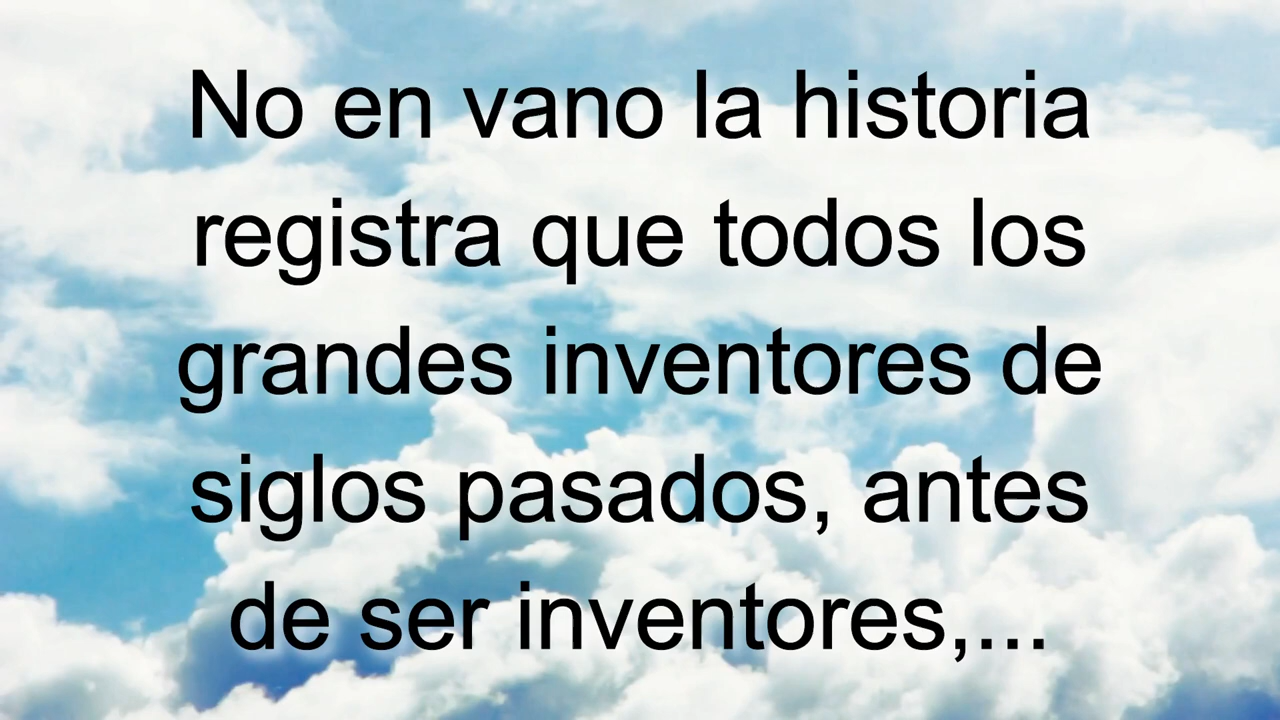 No en vano la historia
registra que todos los
grandes inventores de
siglos pasados, antes
de ser inventores,...